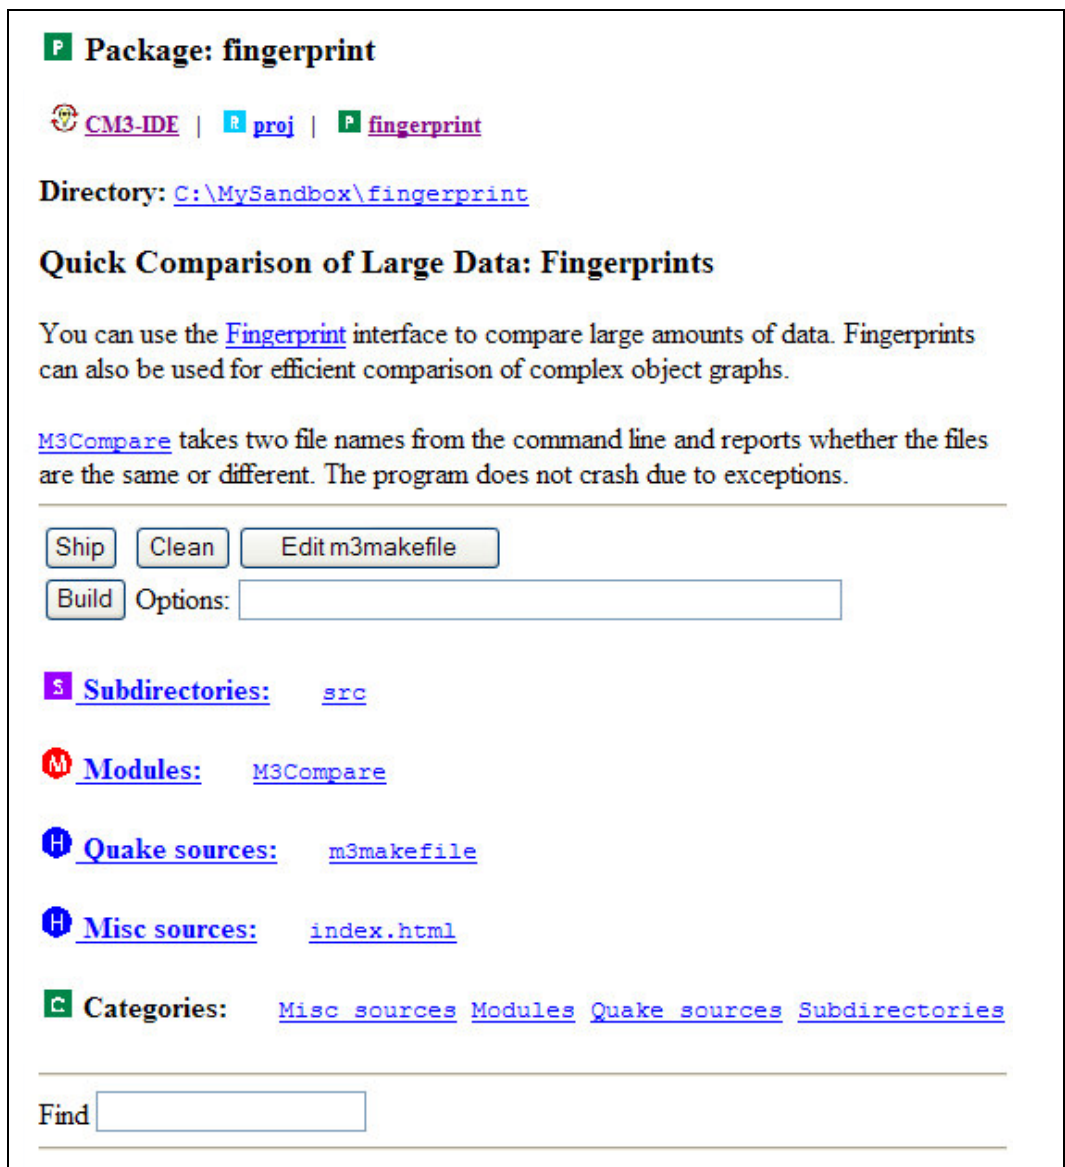 P Package: fingerprint
CM3-IDE | R proj | P fingerprint
Directory: C:\MySandbox\fingerprint
Quick Comparison of Large Data: Fingerprints
You can use the Fingerprint interface to compare large amounts of data. Fingerprints
can also be used for efficient comparison of complex object graphs.
M3Compare takes two file names from the command line and reports whether the files
are the same or different. The program does not crash due to exceptions.
Ship Clean Edit m3makefile
Build Options:
S Subdirectories: src
M Modules: M3Compare
H Quake sources: m3makefile
H Misc sources: index.html
C Categories: Misc sources Modules Quake sources Subdirectories
Find